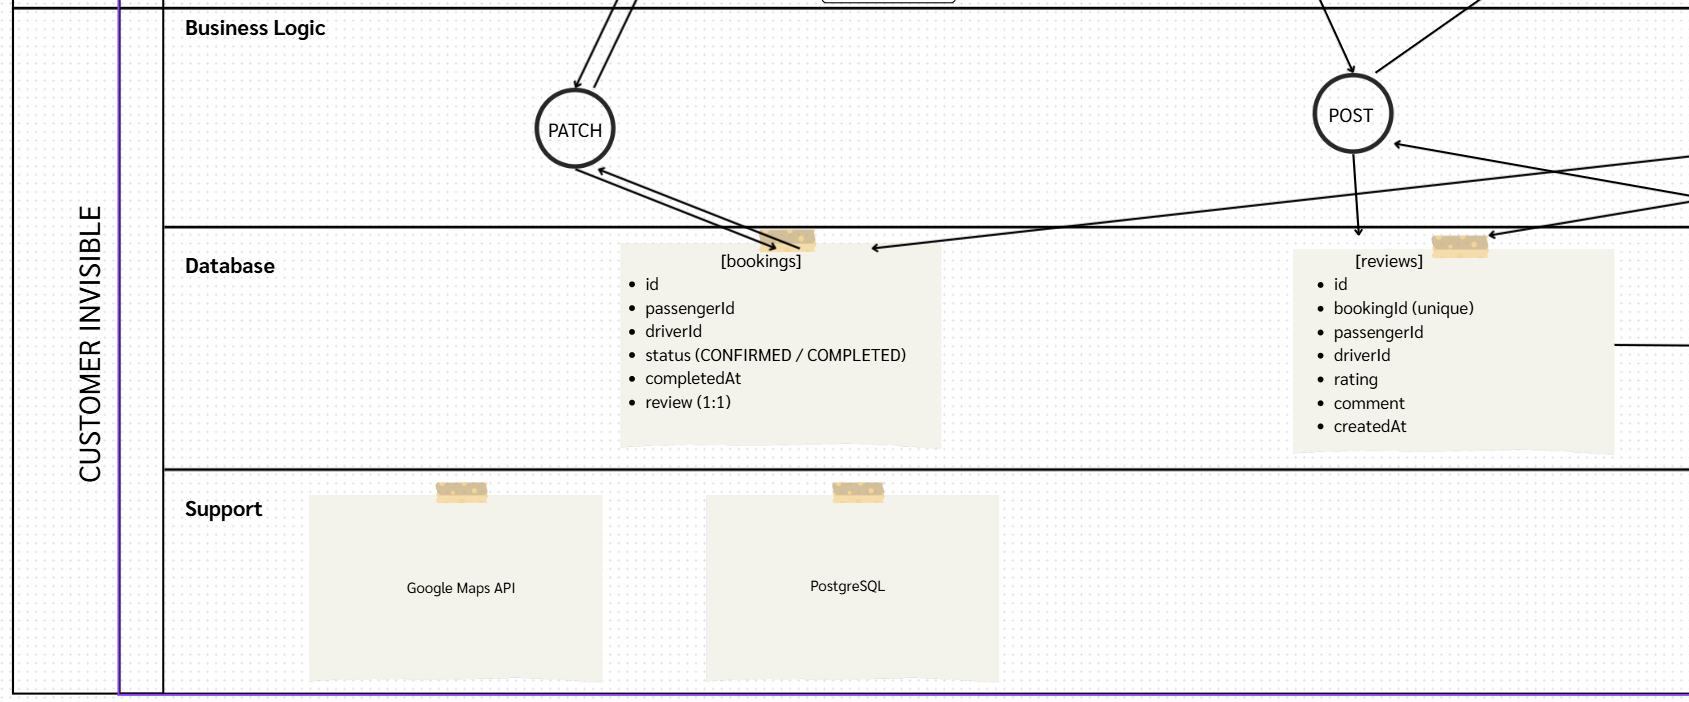 Business Logic
PATCH
POST
CUSTOMER INVISIBLE
Database
[bookings]
id
passengerId
driverId
status (CONFIRMED / COMPLETED)
completedAt
review (1:1)
[reviews]
id
bookingId (unique)
passengerId
driverId
rating
comment
createdAt
Support
Google Maps API
PostgreSQL